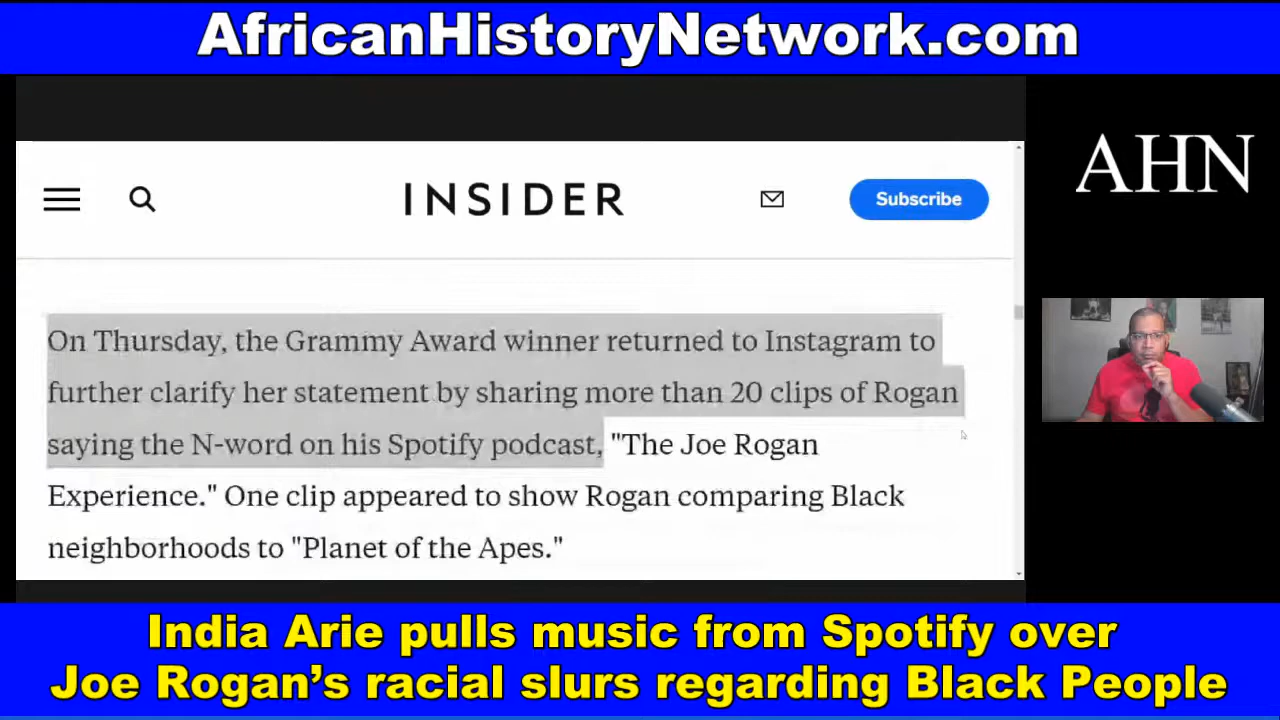 AfricanHistoryNetwork.com
AHN
INSIDER
Subscribe
On Thursday, the Grammy Award winner returned to Instagram to
further clarify her statement by sharing more than 20 clips of Rogan
saying the N-word on his Spotify podcast, "The Joe Rogan
Experience." One clip appeared to show Rogan comparing Black
neighborhoods to "Planet of the Apes."
India Arie pulls music from Spotify over
Joe Rogan’s racial slurs regarding Black People